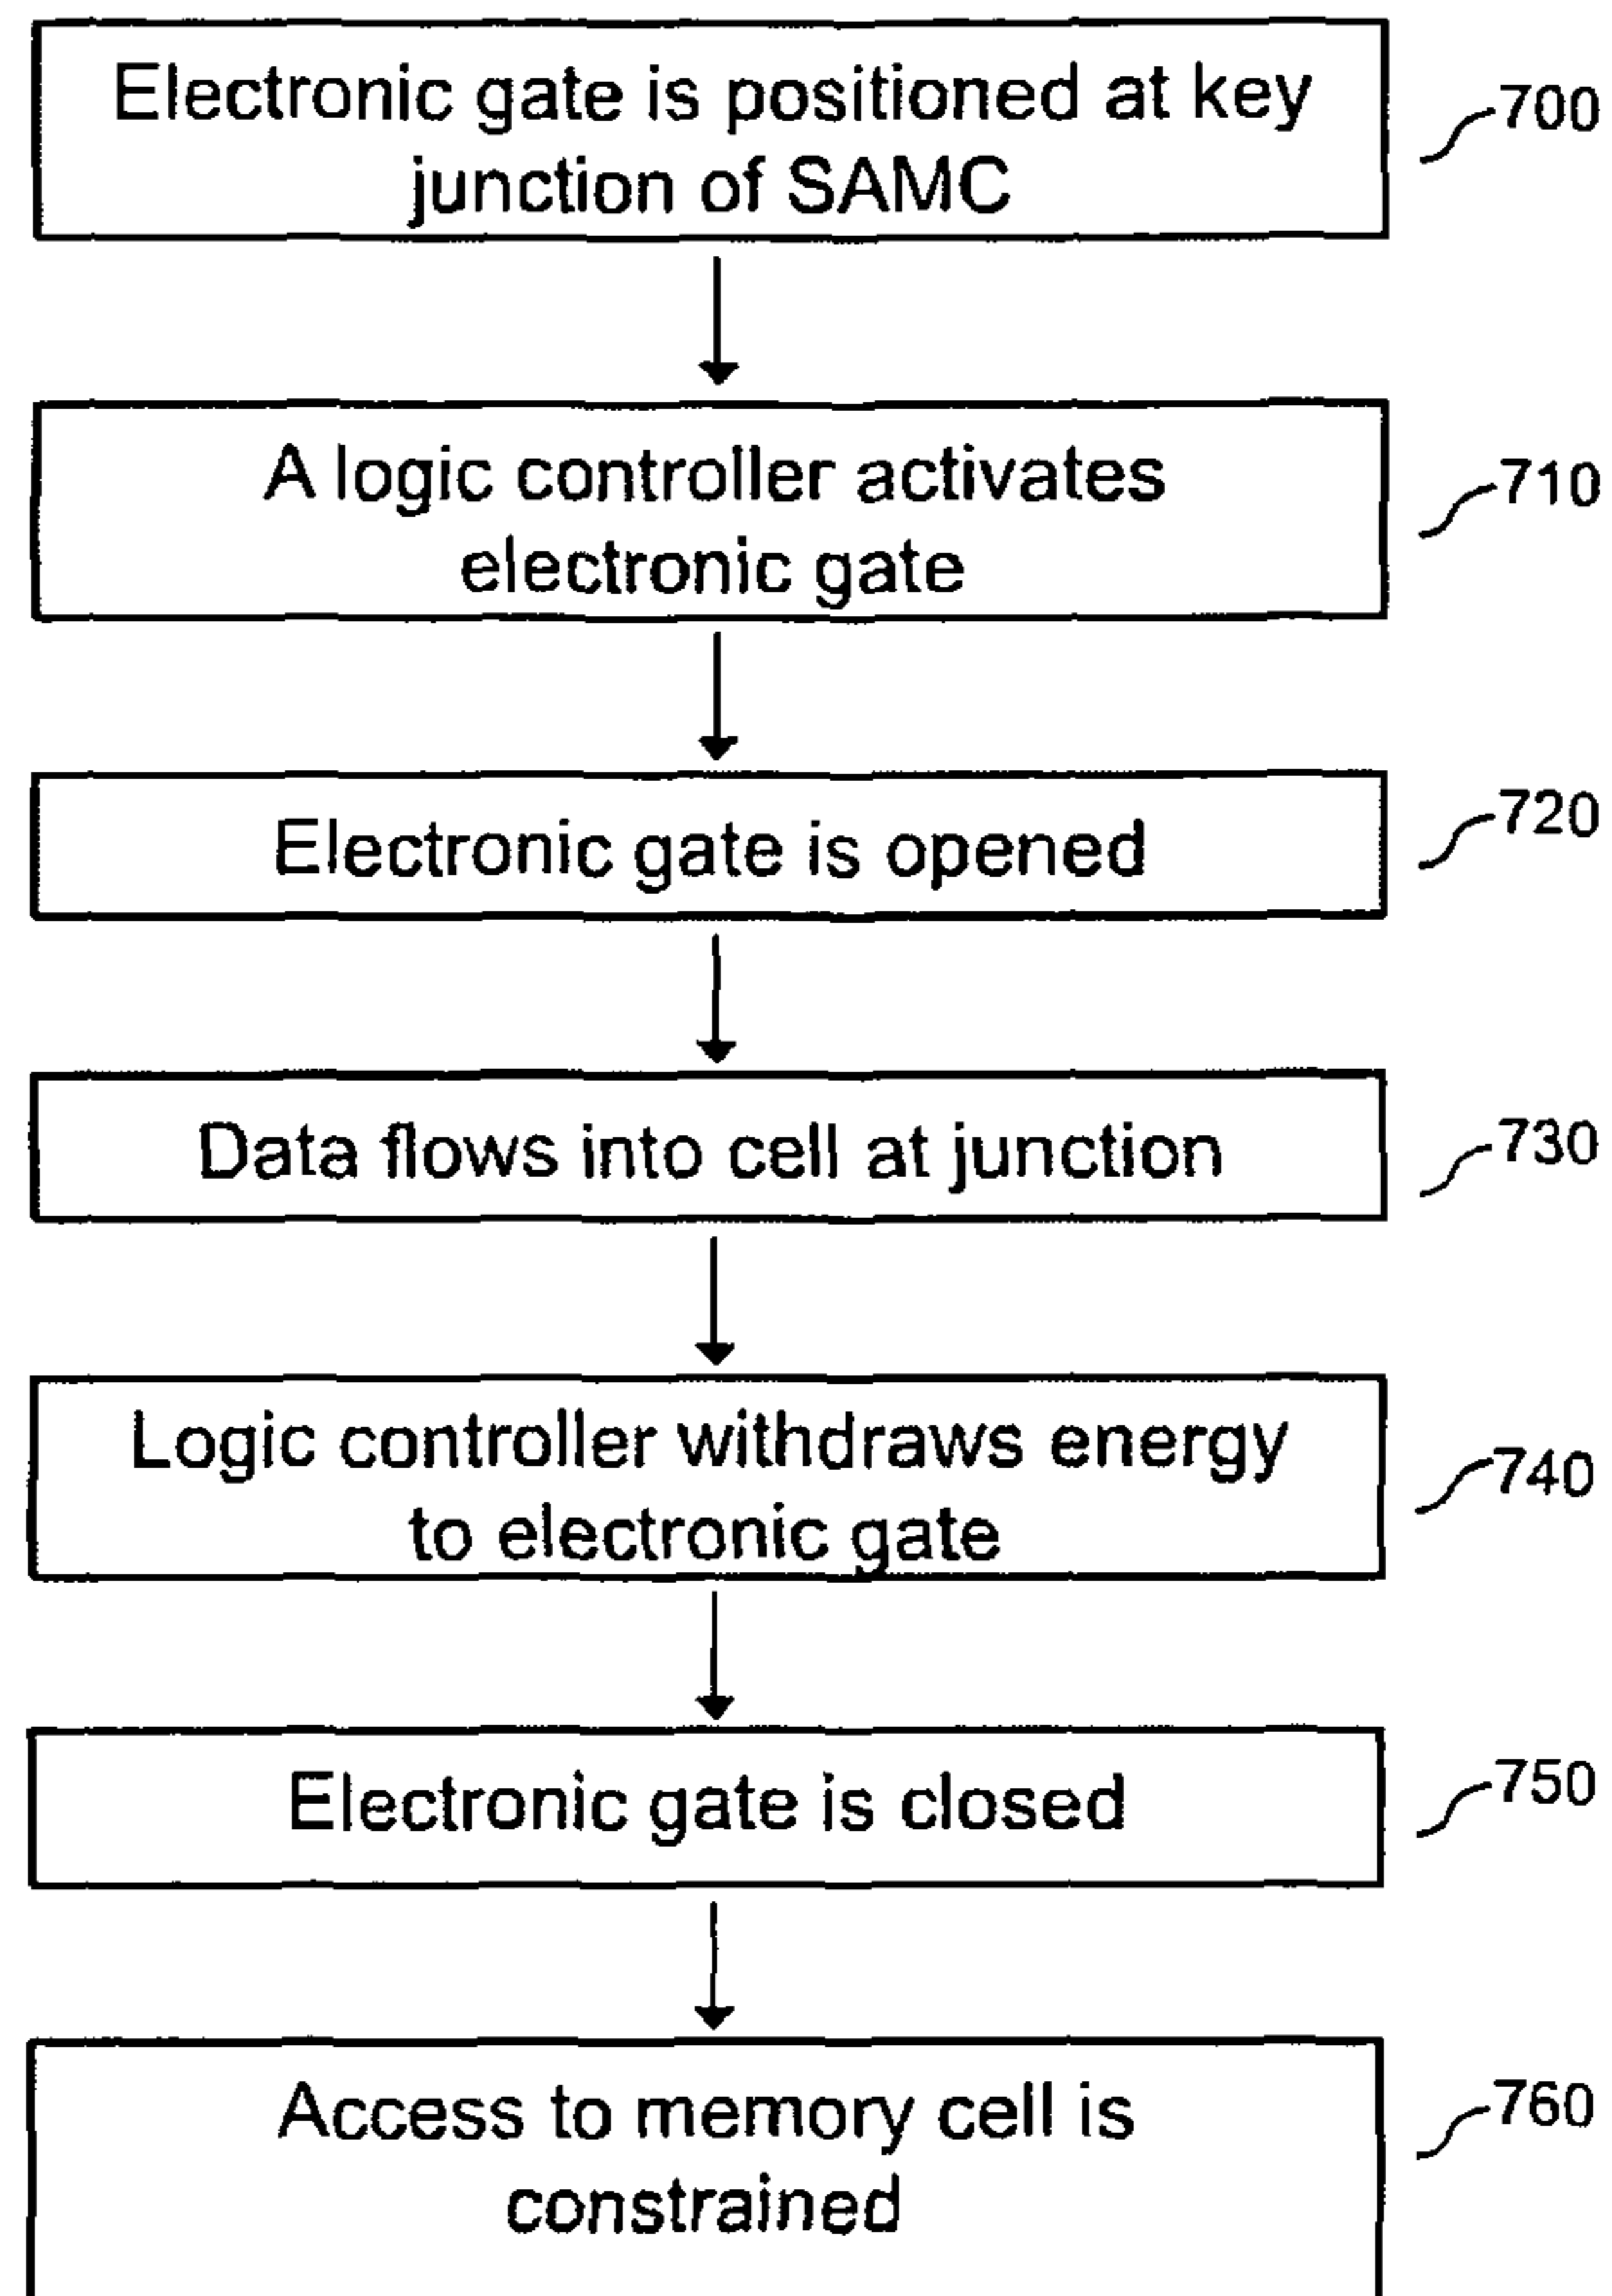 Electronic gate is positioned at key
junction of SAMC
700
A logic controller activates
electronic gate
710
Electronic gate is opened
720
Data flows into cell at junction
730
Logic controller withdraws energy
to electronic gate
740
Electronic gate is closed
750
Access to memory cell is
constrained
760